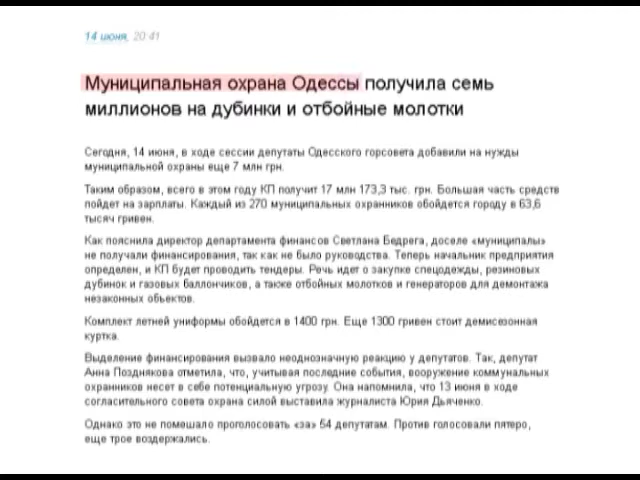 14 июня, 20:41
Муниципальная охрана Одессы получила семь
миллионов на дубинки и отбойные молотки
Сегодня, 14 июня, в ходе сессии депутаты Одесского горсовета добавили на нужды
муниципальной охраны еще 7 млн грн.
Таким образом, всего в этом году КП получит 17 млн 173,3 тыс. грн. Большая часть средств
пойдет на зарплаты. Каждый из 270 муниципальных охранников обойдется городу в 63,6
тысяч гривен.
Как пояснила директор департамента финансов Светлана Бедрега, доселе «муниципалы»
не получали финансирования, так как не было руководства. Теперь начальник предприятия
определен, и КП будет проводить тендеры. Речь идет о закупке спецодежды, резиновых
дубинок и газовых баллончиков, а также отбойных молотков и генераторов для демонтажа
незаконных объектов.
Комплект летней униформы обойдется в 1400 грн. Еще 1300 гривен стоит демисезонная
куртка.
Выделение финансирования вызвало неоднозначную реакцию у депутатов. Так, депутат
Анна Позднякова отметила, что, учитывая последние события, вооружение коммунальных
охранников несет в себе потенциальную угрозу. Она напомнила, что 13 июня в ходе
согласительного совета охрана силой выставила журналиста Юрия Дьяченко.
Однако это не помешало проголосовать «за» 54 депутатам. Против голосовали пятеро,
еще трое воздержались.